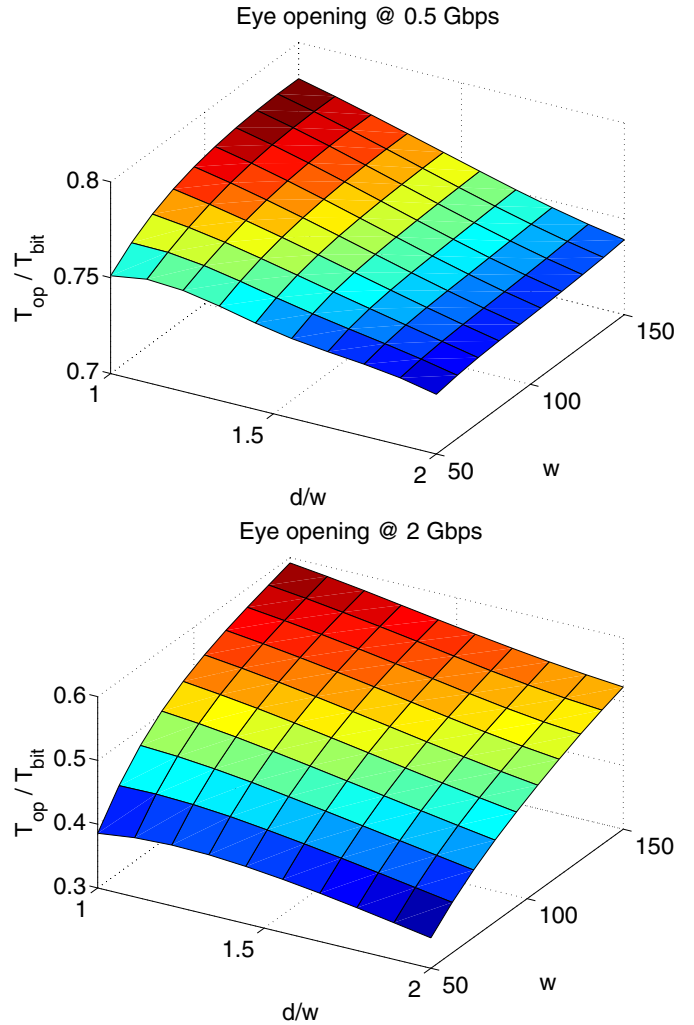 Eye opening @ 0.5 Gbps
0.8
0.75
0.7
T_op / T_bit
1
1.5
2
d/w
50
100
150
w
Eye opening @ 2 Gbps
0.6
0.5
0.4
0.3
T_op / T_bit
1
1.5
2
d/w
50
100
150
w